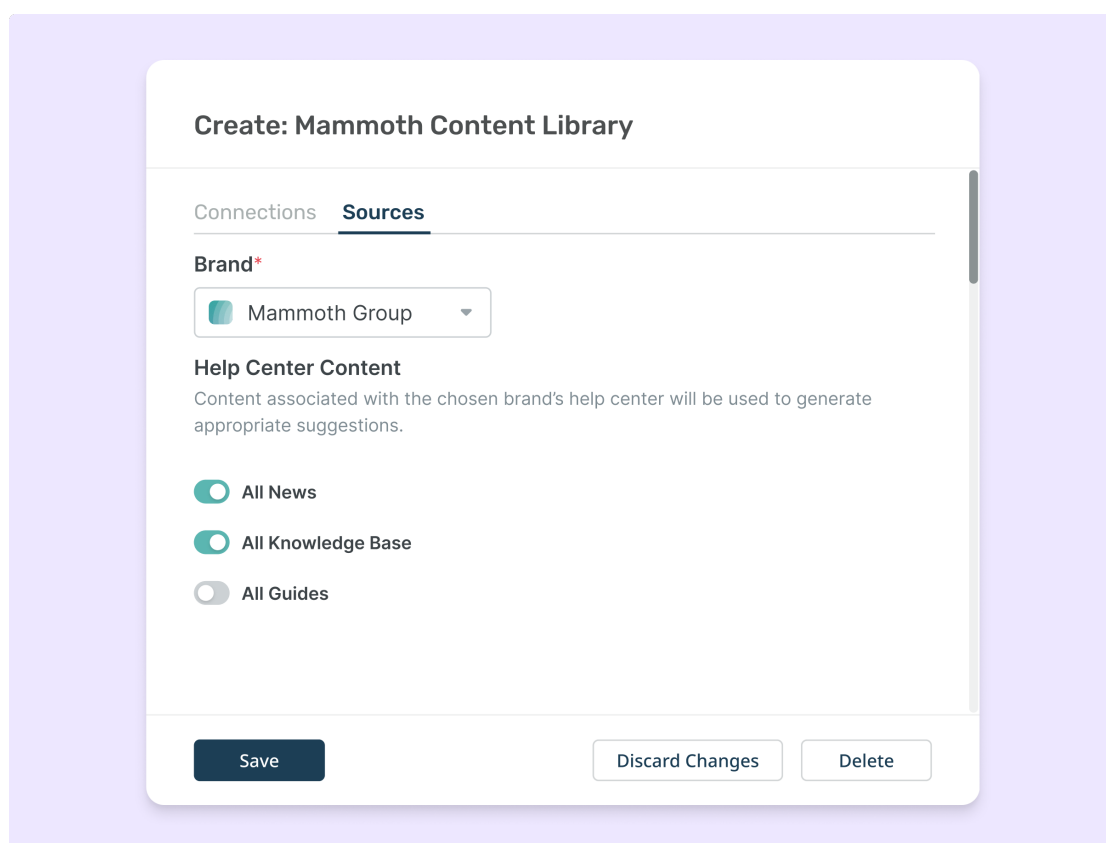 Create: Mammoth Content Library
Connections
Sources
Brand*
Mammoth Group
Help Center Content
Content associated with the chosen brand’s help center will be used to generate
appropriate suggestions.
All News
All Knowledge Base
All Guides
Save
Discard Changes
Delete